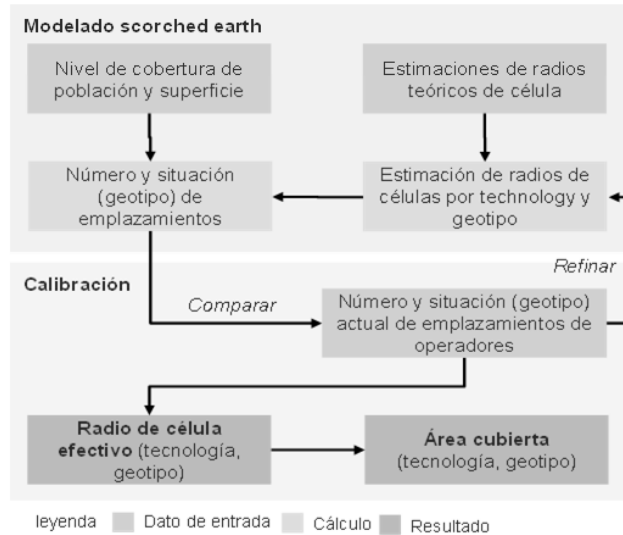 Modelado scorched earth
Nivel de cobertura de
población y superficie
Estimaciones de radios
teóricos de célula
Número y situación
(geotipo) de
emplazamientos
Estimación de radios de
células por technology y
geotipo
Refinar
Calibración
Comparar
Número y situación (geotipo)
actual de emplazamientos de
operadores
Radio de célula
efectivo (tecnología,
geotipo)
Área cubierta
(tecnología, geotipo)
leyenda Dato de entrada Cálculo Resultado